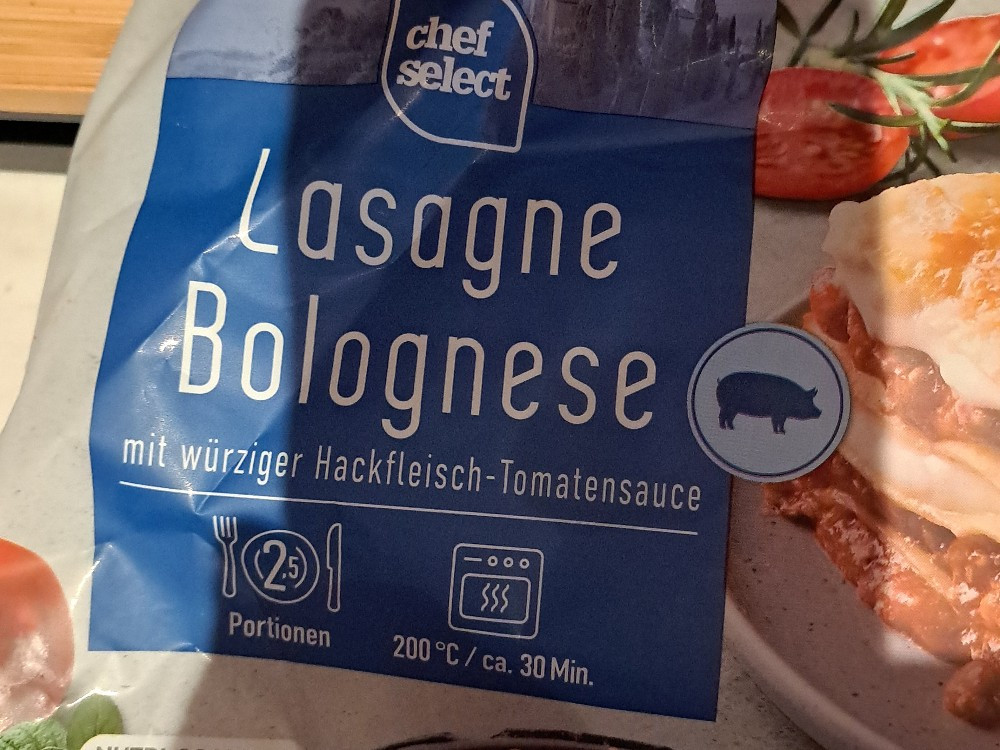 chef
select
Lasagne
Bolognese
mit würziger Hackfleisch-Tomatensauce
2,5
Portionen
200 °C / ca. 30 Min.